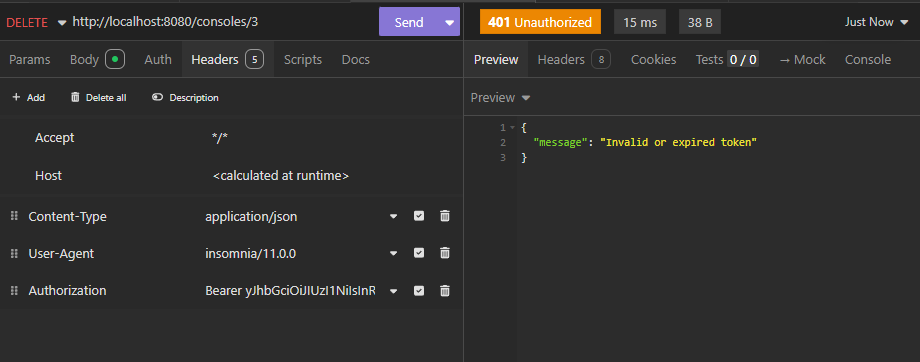 DELETE http://localhost:8080/consoles/3 Send
401 Unauthorized 15 ms 38 B Just Now
Params Body Auth Headers 5 Scripts Docs
Preview Headers 8 Cookies Tests 0 / 0 → Mock Console
+ Add Delete all Description
Preview
Accept */*
Host <calculated at runtime>
Content-Type application/json
User-Agent insomnia/11.0.0
Authorization Bearer yJhbGciOiJIUzI1NiIsInR
1 {
2 "message": "Invalid or expired token"
3 }